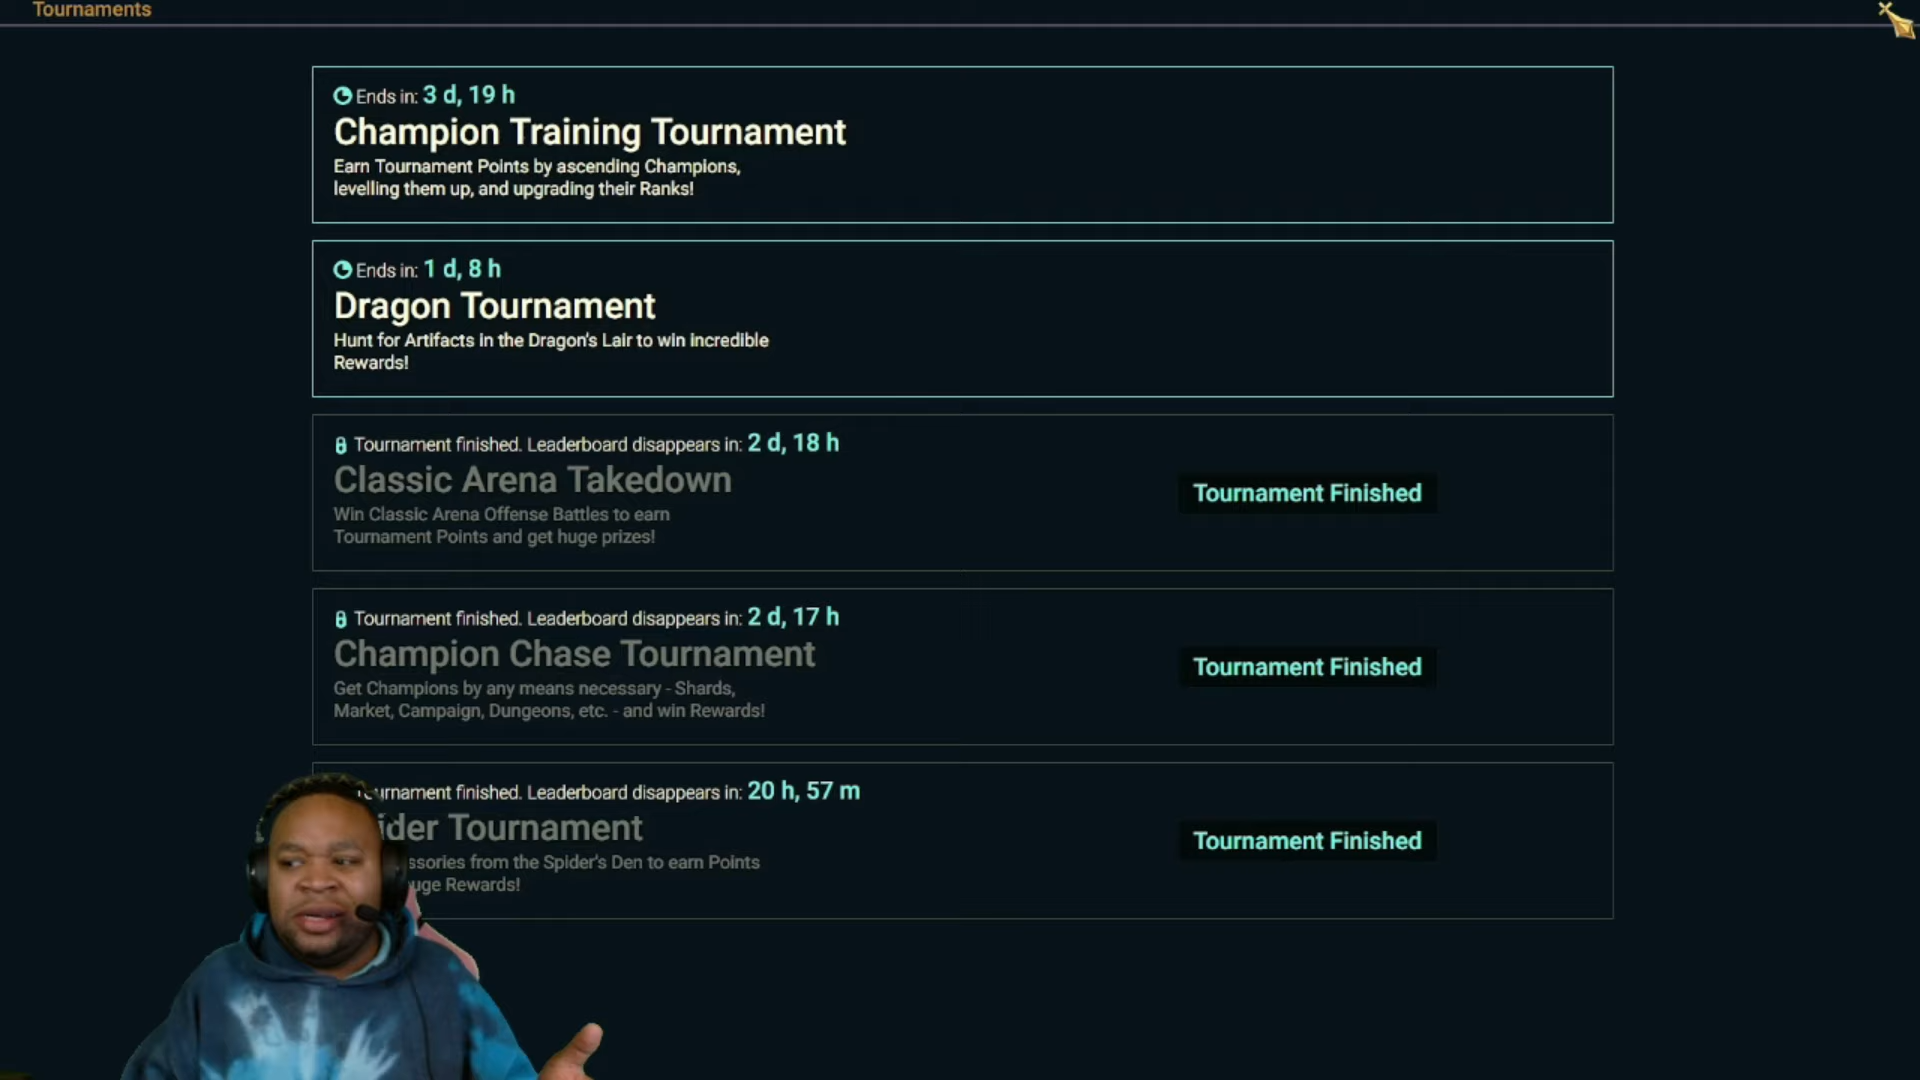 Tournaments
Ends in: 3 d, 19 h
Champion Training Tournament
Earn Tournament Points by ascending Champions,
levelling them up, and upgrading their Ranks!
Ends in: 1 d, 8 h
Dragon Tournament
Hunt for Artifacts in the Dragon's Lair to win incredible
Rewards!
Tournament finished. Leaderboard disappears in: 2 d, 18 h
Classic Arena Takedown
Win Classic Arena Offense Battles to earn
Tournament Points and get huge prizes!
Tournament Finished
Tournament finished. Leaderboard disappears in: 2 d, 17 h
Champion Chase Tournament
Get Champions by any means necessary - Shards,
Market, Campaign, Dungeons, etc. - and win Rewards!
Tournament Finished
finished. Leaderboard disappears in: 20 h, 57 m
Tournament
from the Spider's Den to earn Points
Rewards!
Tournament Finished